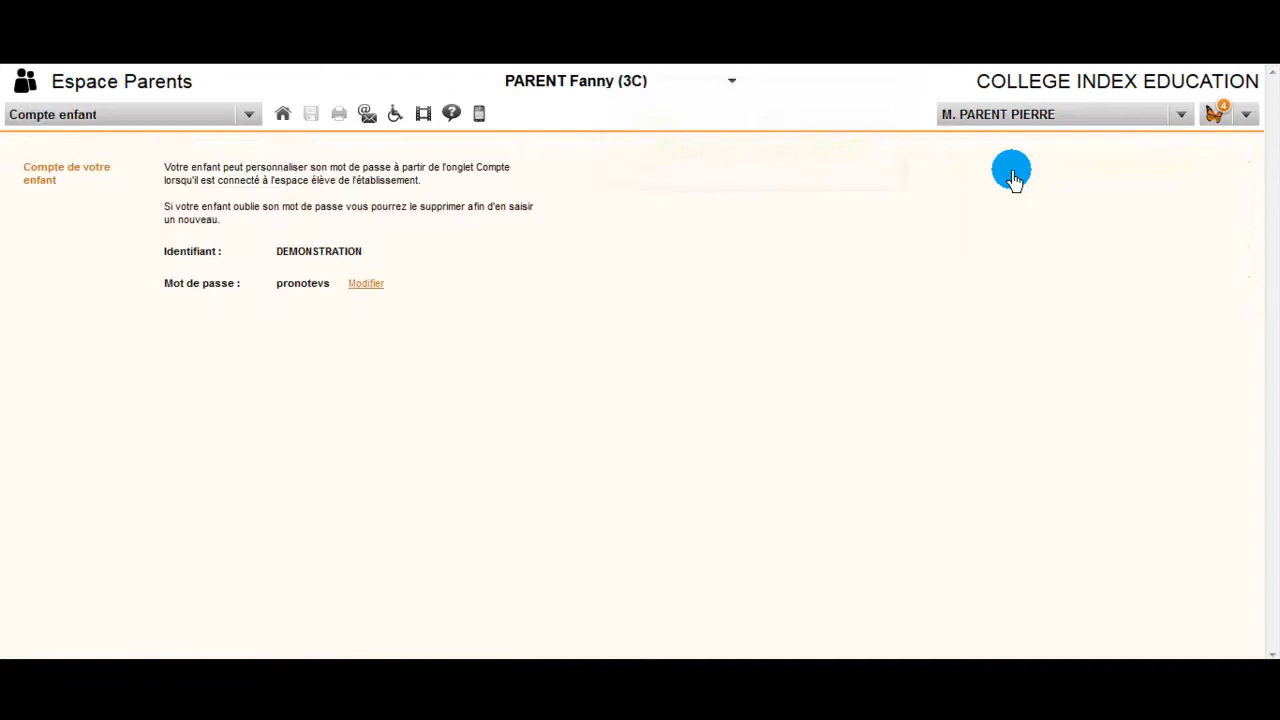 Espace Parents
PARENT Fanny (3C)
COLLEGE INDEX EDUCATION
Compte enfant
M. PARENT PIERRE
4
Compte de votre
enfant
Votre enfant peut personnaliser son mot de passe à partir de l'onglet Compte
lorsqu'il est connecté à l'espace élève de l'établissement.
Si votre enfant oublie son mot de passe vous pourrez le supprimer afin d'en saisir
un nouveau.
Identifiant : DEMONSTRATION
Mot de passe : pronotevs Modifier